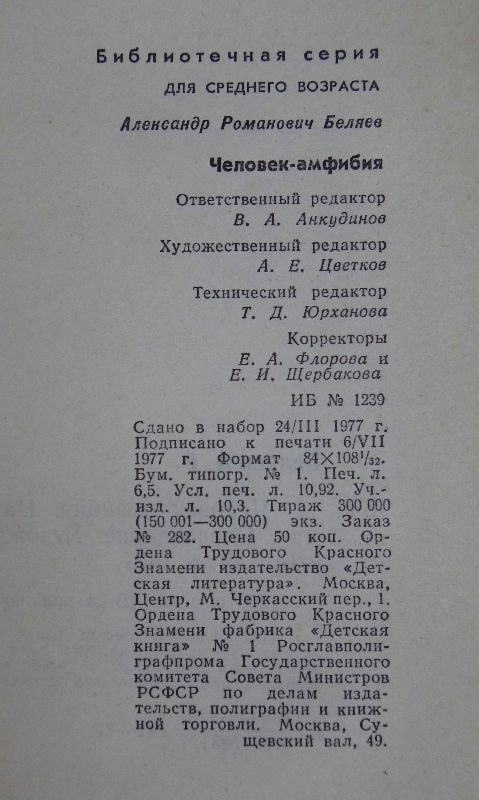 Библиотечная серия
ДЛЯ СРЕДНЕГО ВОЗРАСТА
Александр Романович Беляев
Человек-амфибия
Ответственный редактор
В. А. Анкудинов
Художественный редактор
А. Е. Цветков
Технический редактор
Т. Д. Юрханова
Корректоры
Е. А. Флорова и
Е. И. Щербакова
ИБ № 1239
Сдано в набор 24/III 1977 г.
Подписано к печати 6/VII
1977 г. Формат 84×108¹/₃₂.
Бум. типогр. № 1. Печ. л.
6,5. Усл. печ. л. 10,92. Уч.-
изд. л. 10,3. Тираж 300 000
(150 001—300 000) экз. Заказ
№ 282. Цена 50 коп. Ор-
дена Трудового Красного
Знамени издательство «Дет-
ская литература». Москва,
Центр, М. Черкасский пер., 1.
Ордена Трудового Красного
Знамени фабрика «Детская
книга» № 1 Росглавполи-
графпрома Государственного
комитета Совета Министров
РСФСР по делам изда-
тельств, полиграфии и книж-
ной торговли. Москва, Су-
щевский вал, 49.